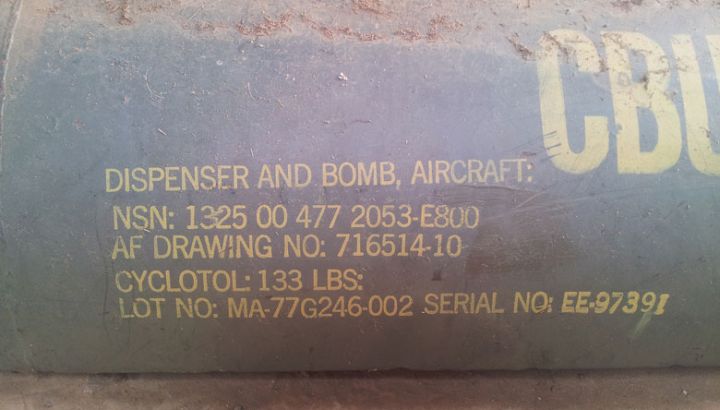 CBU
DISPENSER AND BOMB, AIRCRAFT:
NSN: 1325 00 477 2053-E800
AF DRAWING NO: 716514-10
CYCLOTOL: 133 LBS:
LOT NO: MA-77G246-002 SERIAL NO: EE-97391